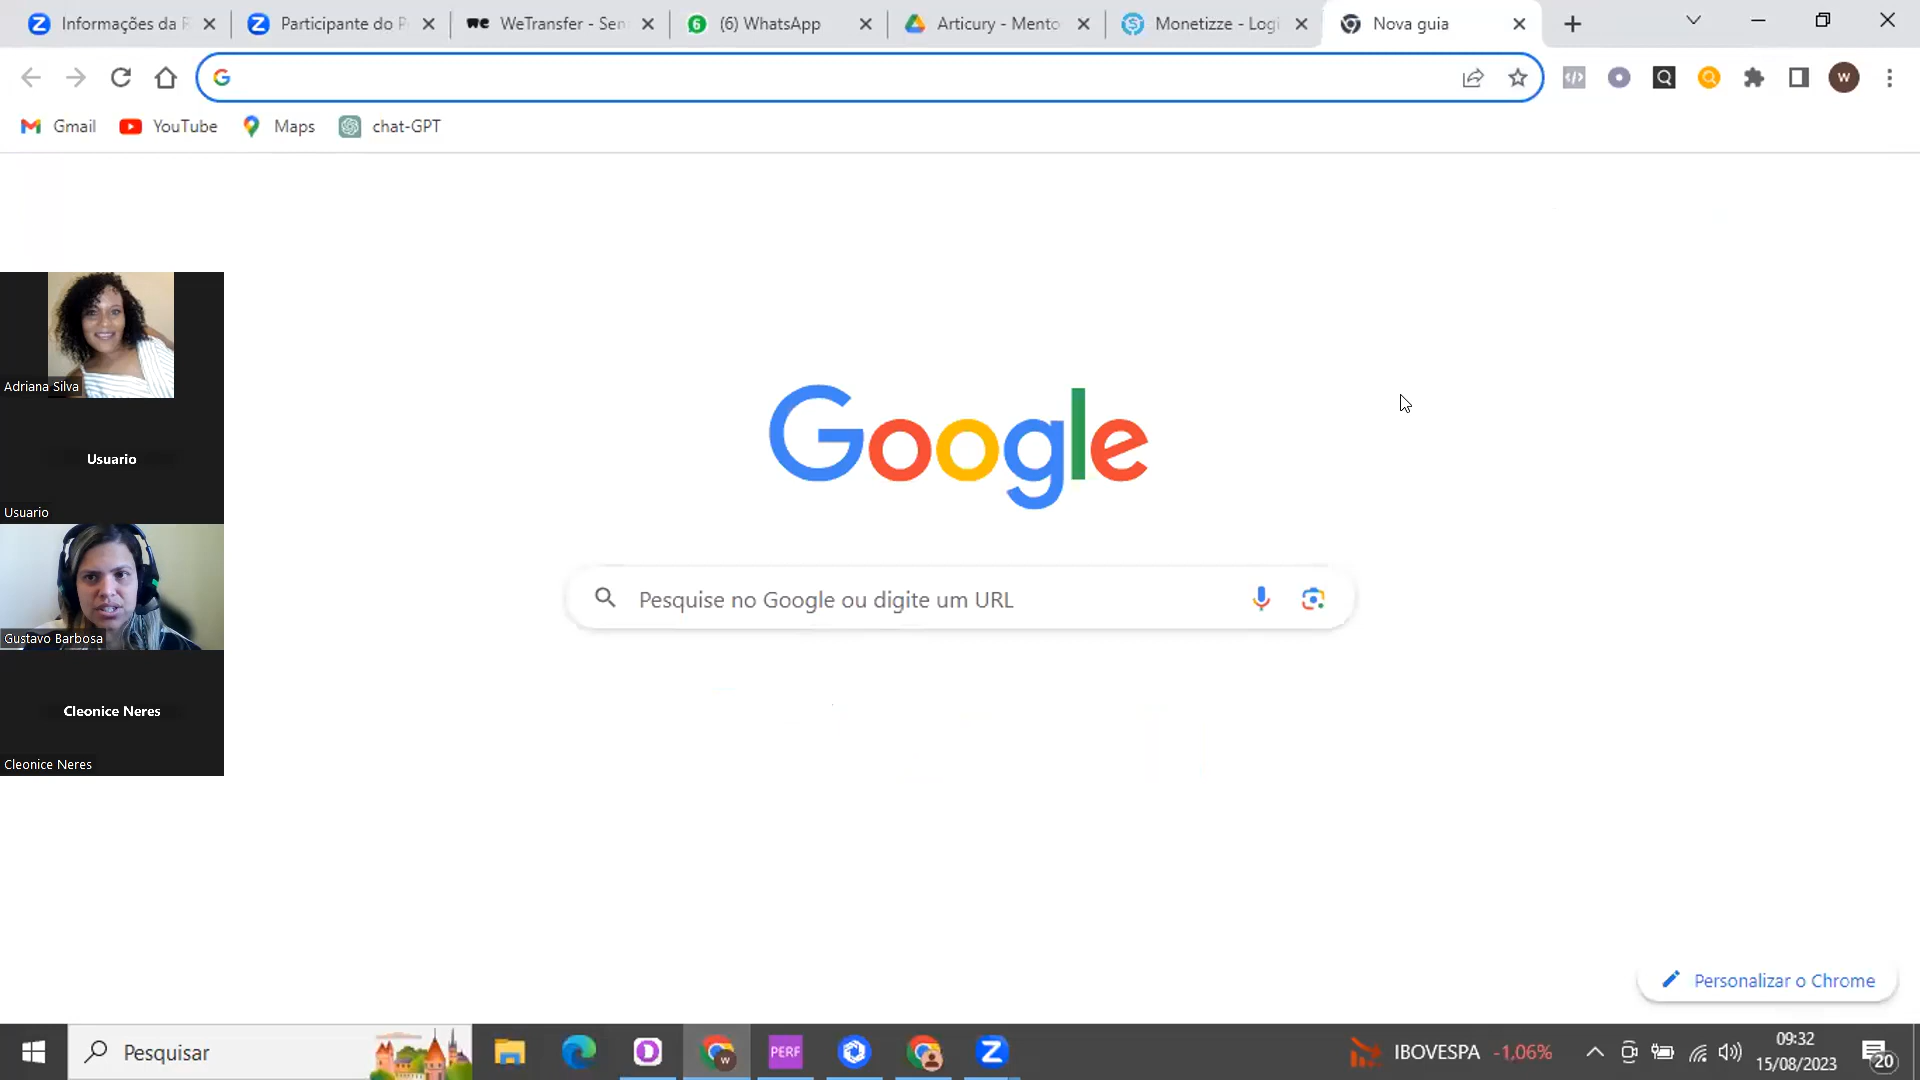 Informações da R
Participante do P
WeTransfer - Sen
(6) WhatsApp
Articury - Mento
Monetizze - Logi
Nova guia
Gmail
YouTube
Maps
chat-GPT
W
Adriana Silva
Usuario
Usuario
Gustavo Barbosa
Cleonice Neres
Cleonice Neres
Google
Pesquise no Google ou digite um URL
Personalizar o Chrome
Pesquisar
PERF
IBOVESPA -1,06%
09:32
15/08/2023
20